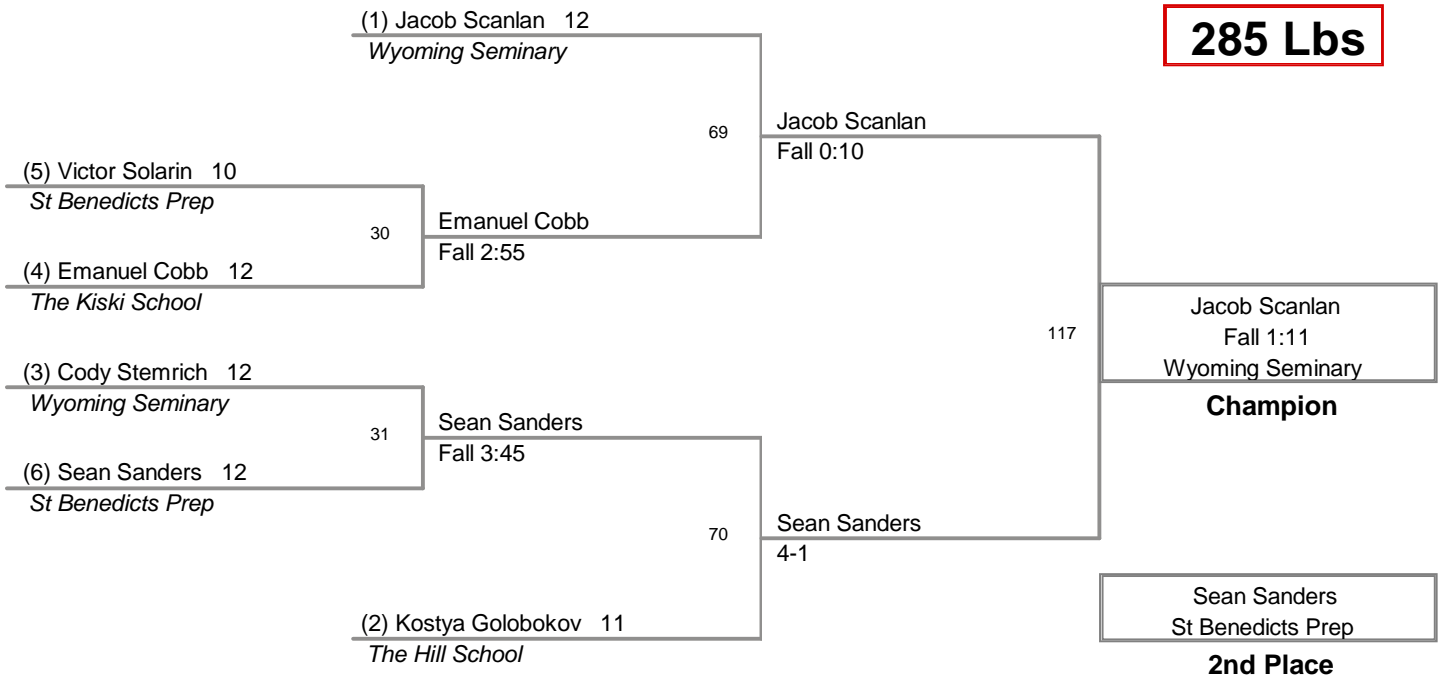 (1) Jacob Scanlan 12
Wyoming Seminary
285 Lbs
69
Jacob Scanlan
Fall 0:10
(5) Victor Solarin 10
St Benedicts Prep
30
Emanuel Cobb
Fall 2:55
(4) Emanuel Cobb 12
The Kiski School
117
Jacob Scanlan
Fall 1:11
Wyoming Seminary
Champion
(3) Cody Stemrich 12
Wyoming Seminary
31
Sean Sanders
Fall 3:45
(6) Sean Sanders 12
St Benedicts Prep
70
Sean Sanders
4-1
(2) Kostya Golobokov 11
The Hill School
Sean Sanders
St Benedicts Prep
2nd Place